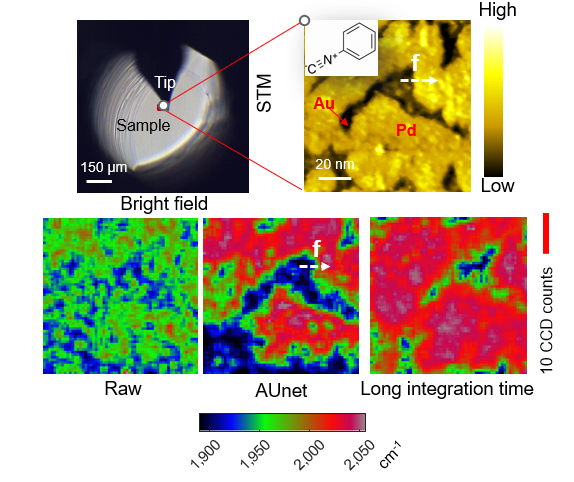 High
STM
⁻C≡N⁺
Tip
Sample
150 μm
f
Au
Pd
20 nm
Low
Bright field
f
10 CCD counts
Raw
AUnet
Long integration time
1,900
1,950
2,000
2,050
cm⁻¹